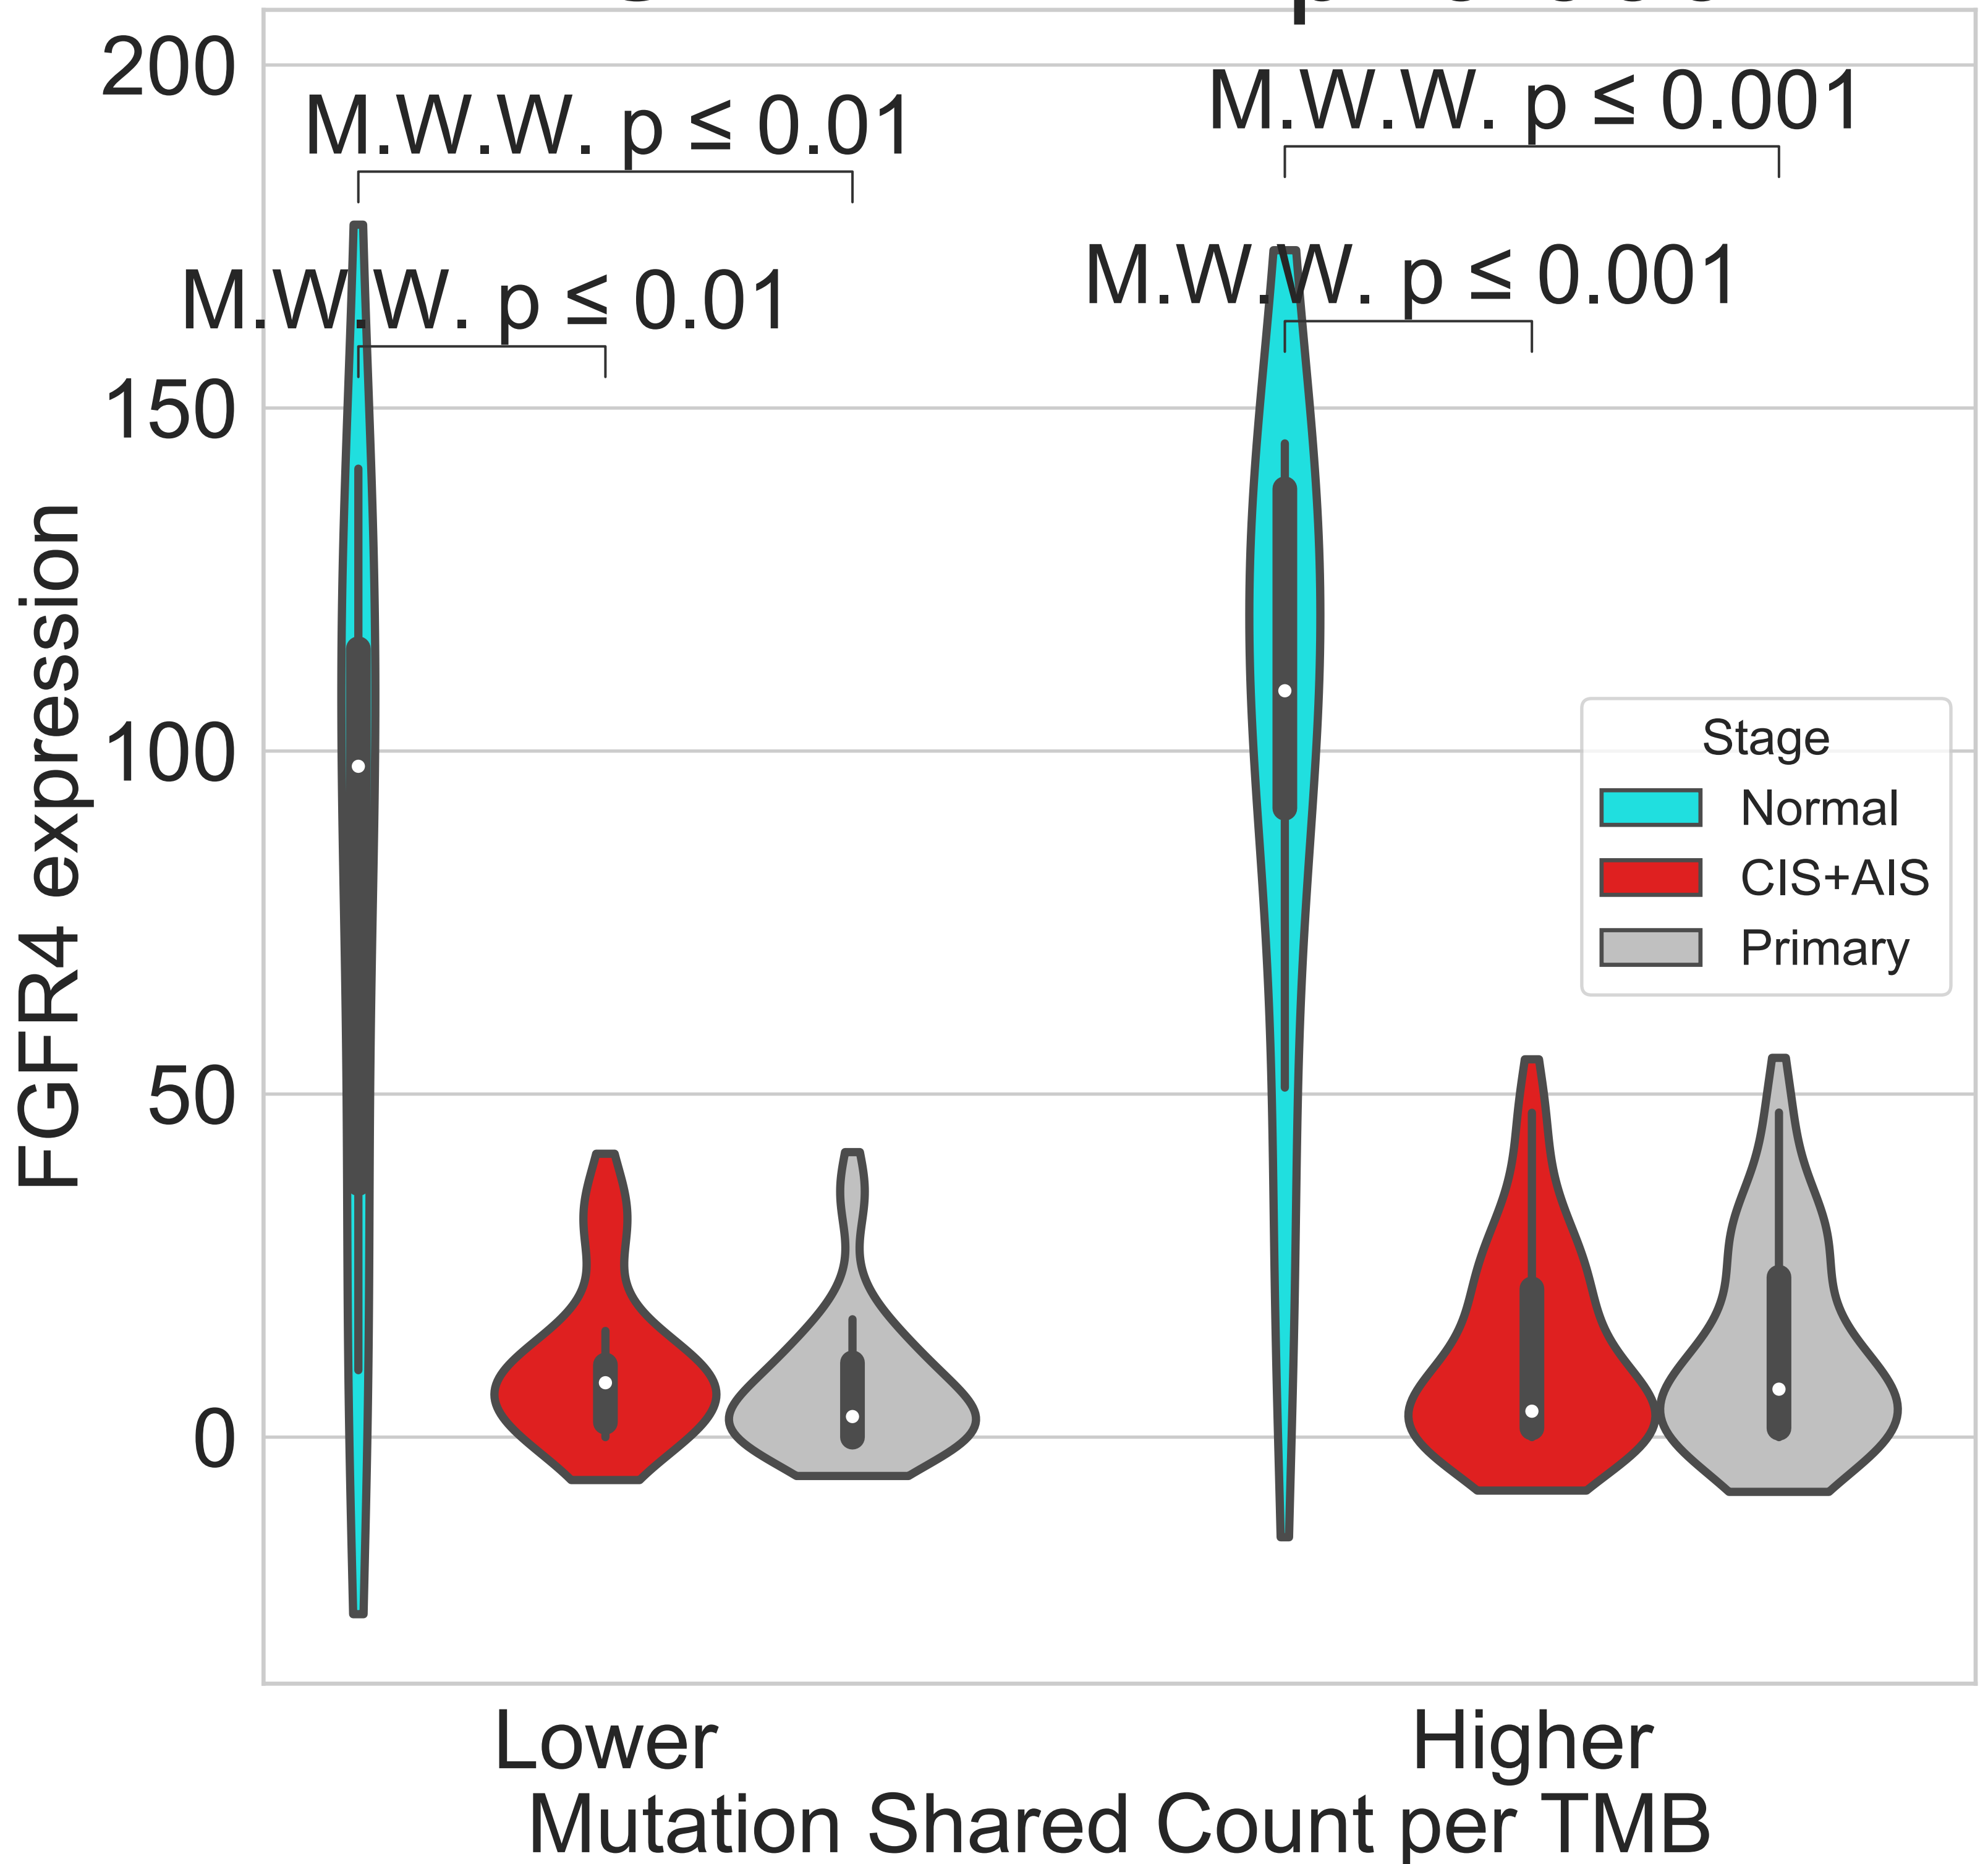 200
M.W.W. p ≤ 0.01
M.W.W. p ≤ 0.001
M.W.W. p ≤ 0.01
M.W.W. p ≤ 0.001
150
100
50
0
FGFR4 expression
Stage
Normal
CIS+AIS
Primary
Lower
Higher
Mutation Shared Count per TMB